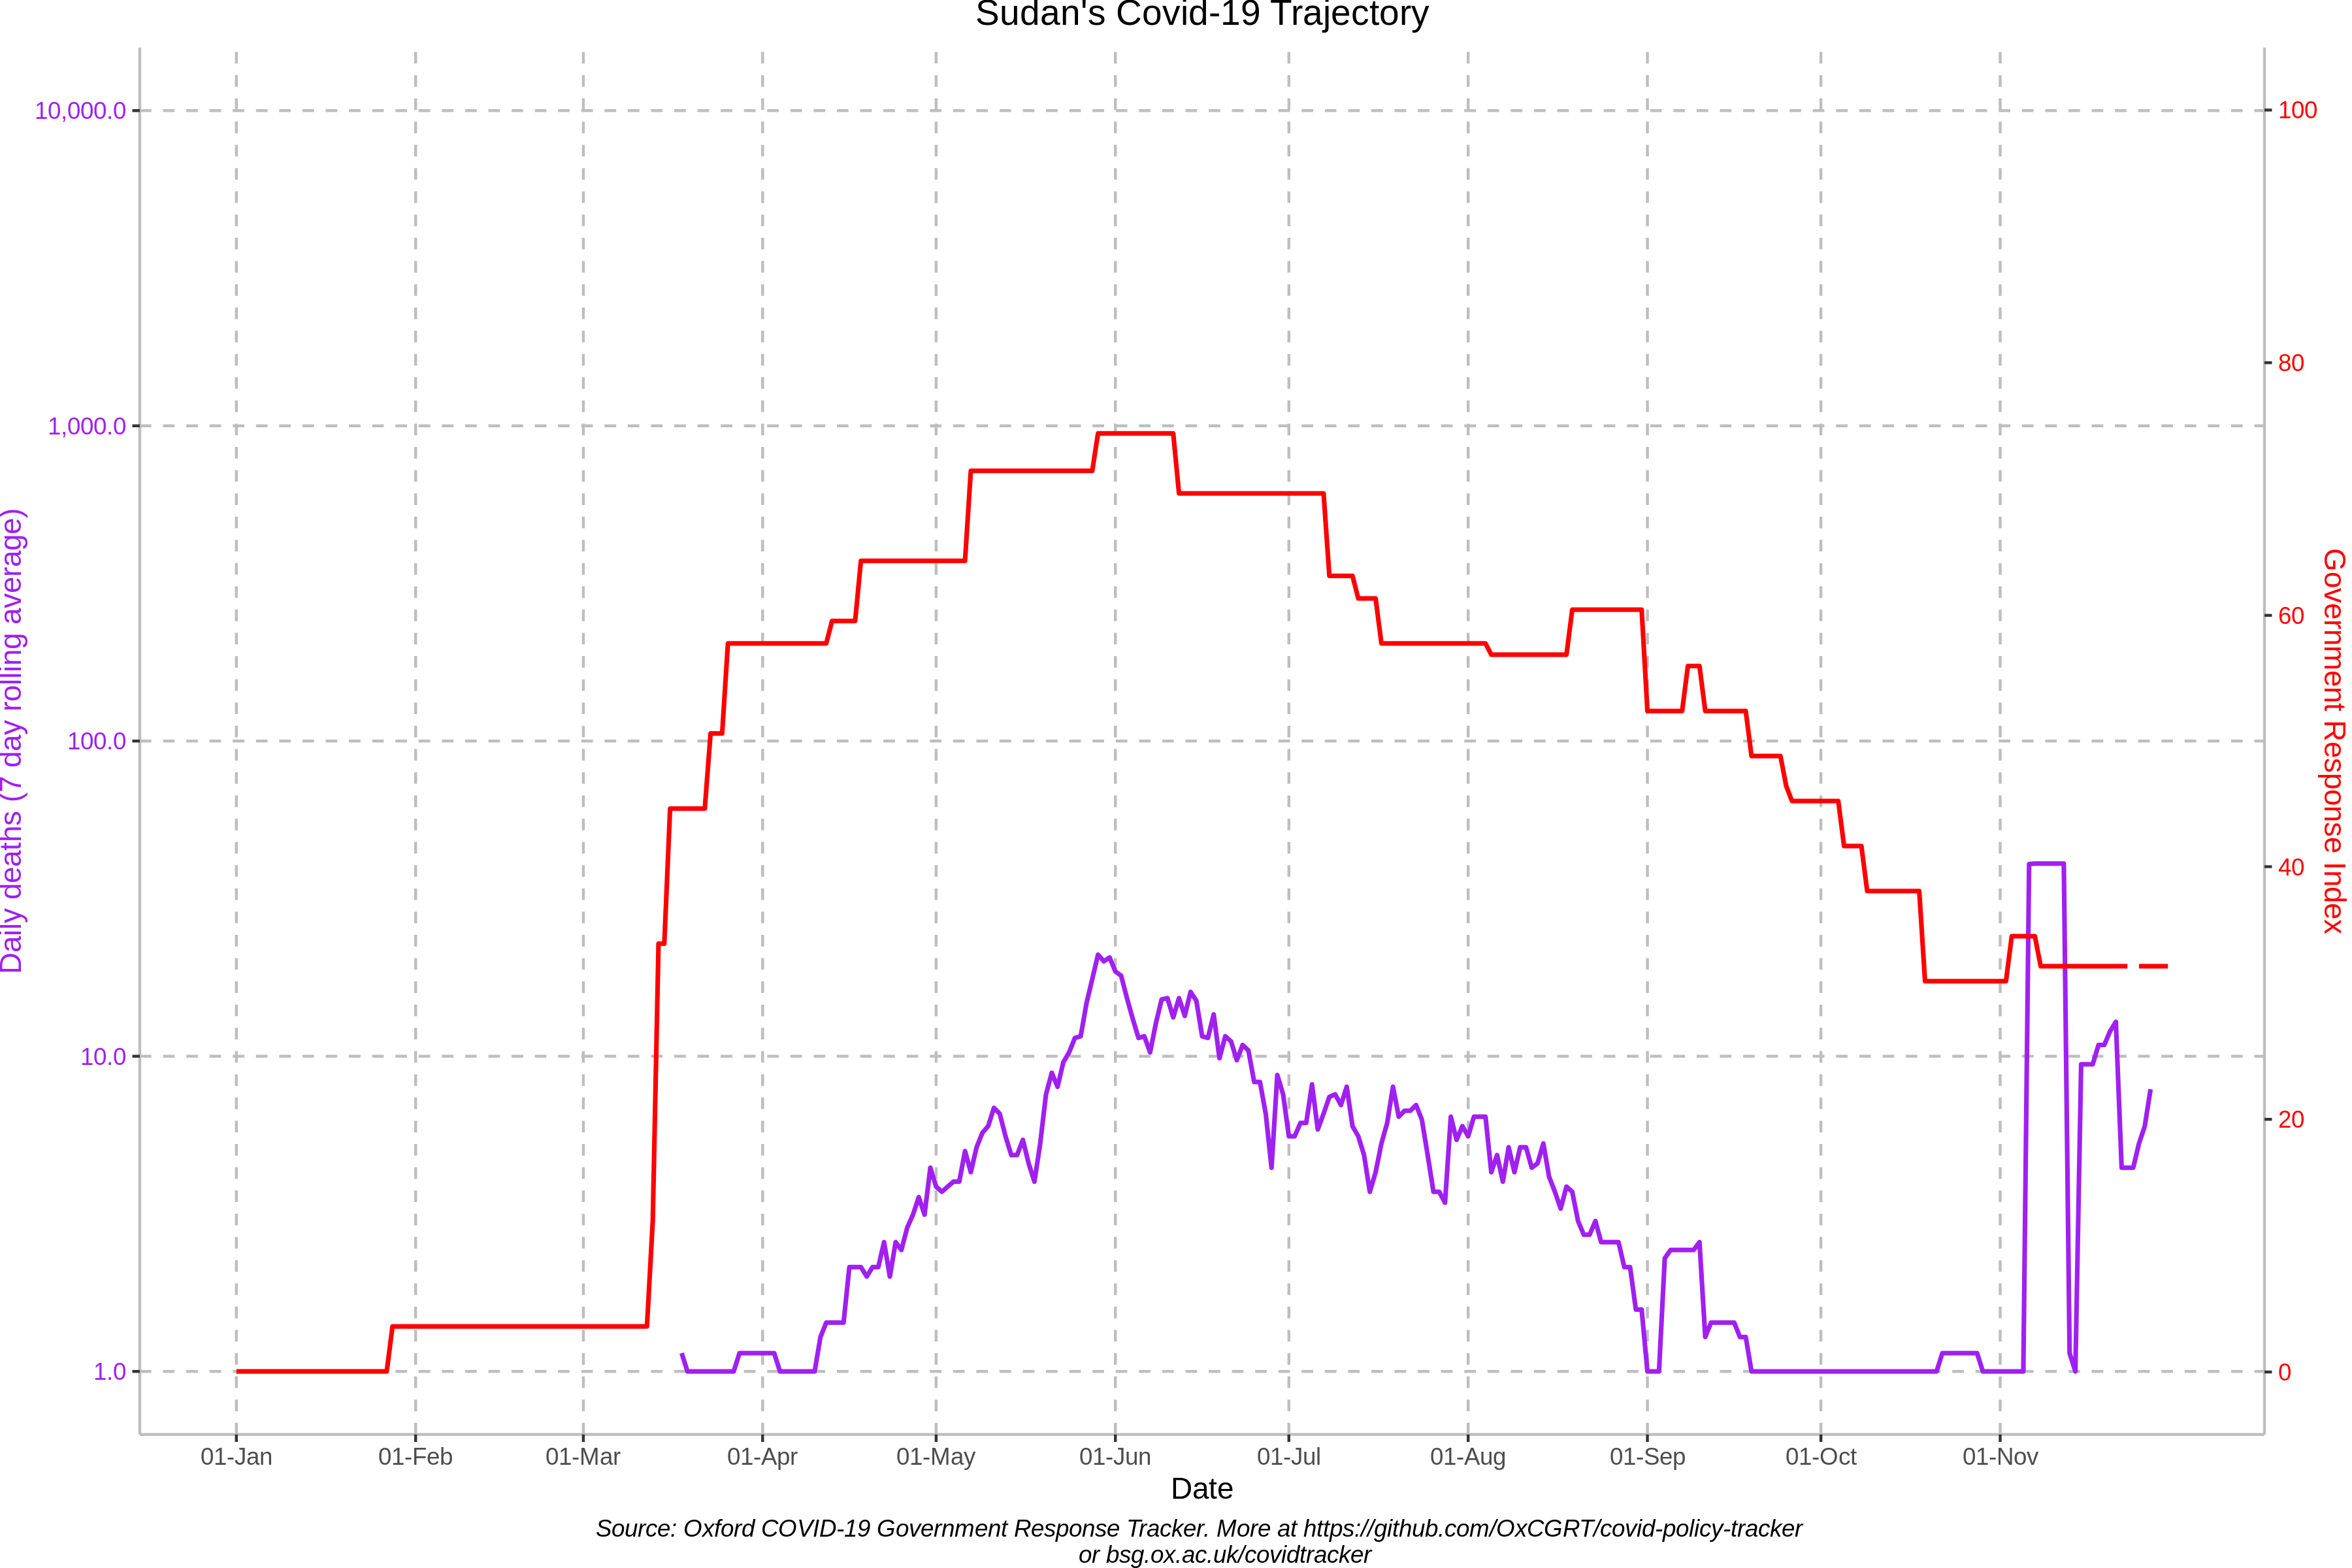 Sudan's Covid-19 Trajectory
10,000.0
1,000.0
100.0
10.0
1.0
Daily deaths (7 day rolling average)
100
80
60
40
20
0
Government Response Index
01-Jan
01-Feb
01-Mar
01-Apr
01-May
01-Jun
01-Jul
01-Aug
01-Sep
01-Oct
01-Nov
Date
Source: Oxford COVID-19 Government Response Tracker. More at https://github.com/OxCGRT/covid-policy-tracker
or bsg.ox.ac.uk/covidtracker